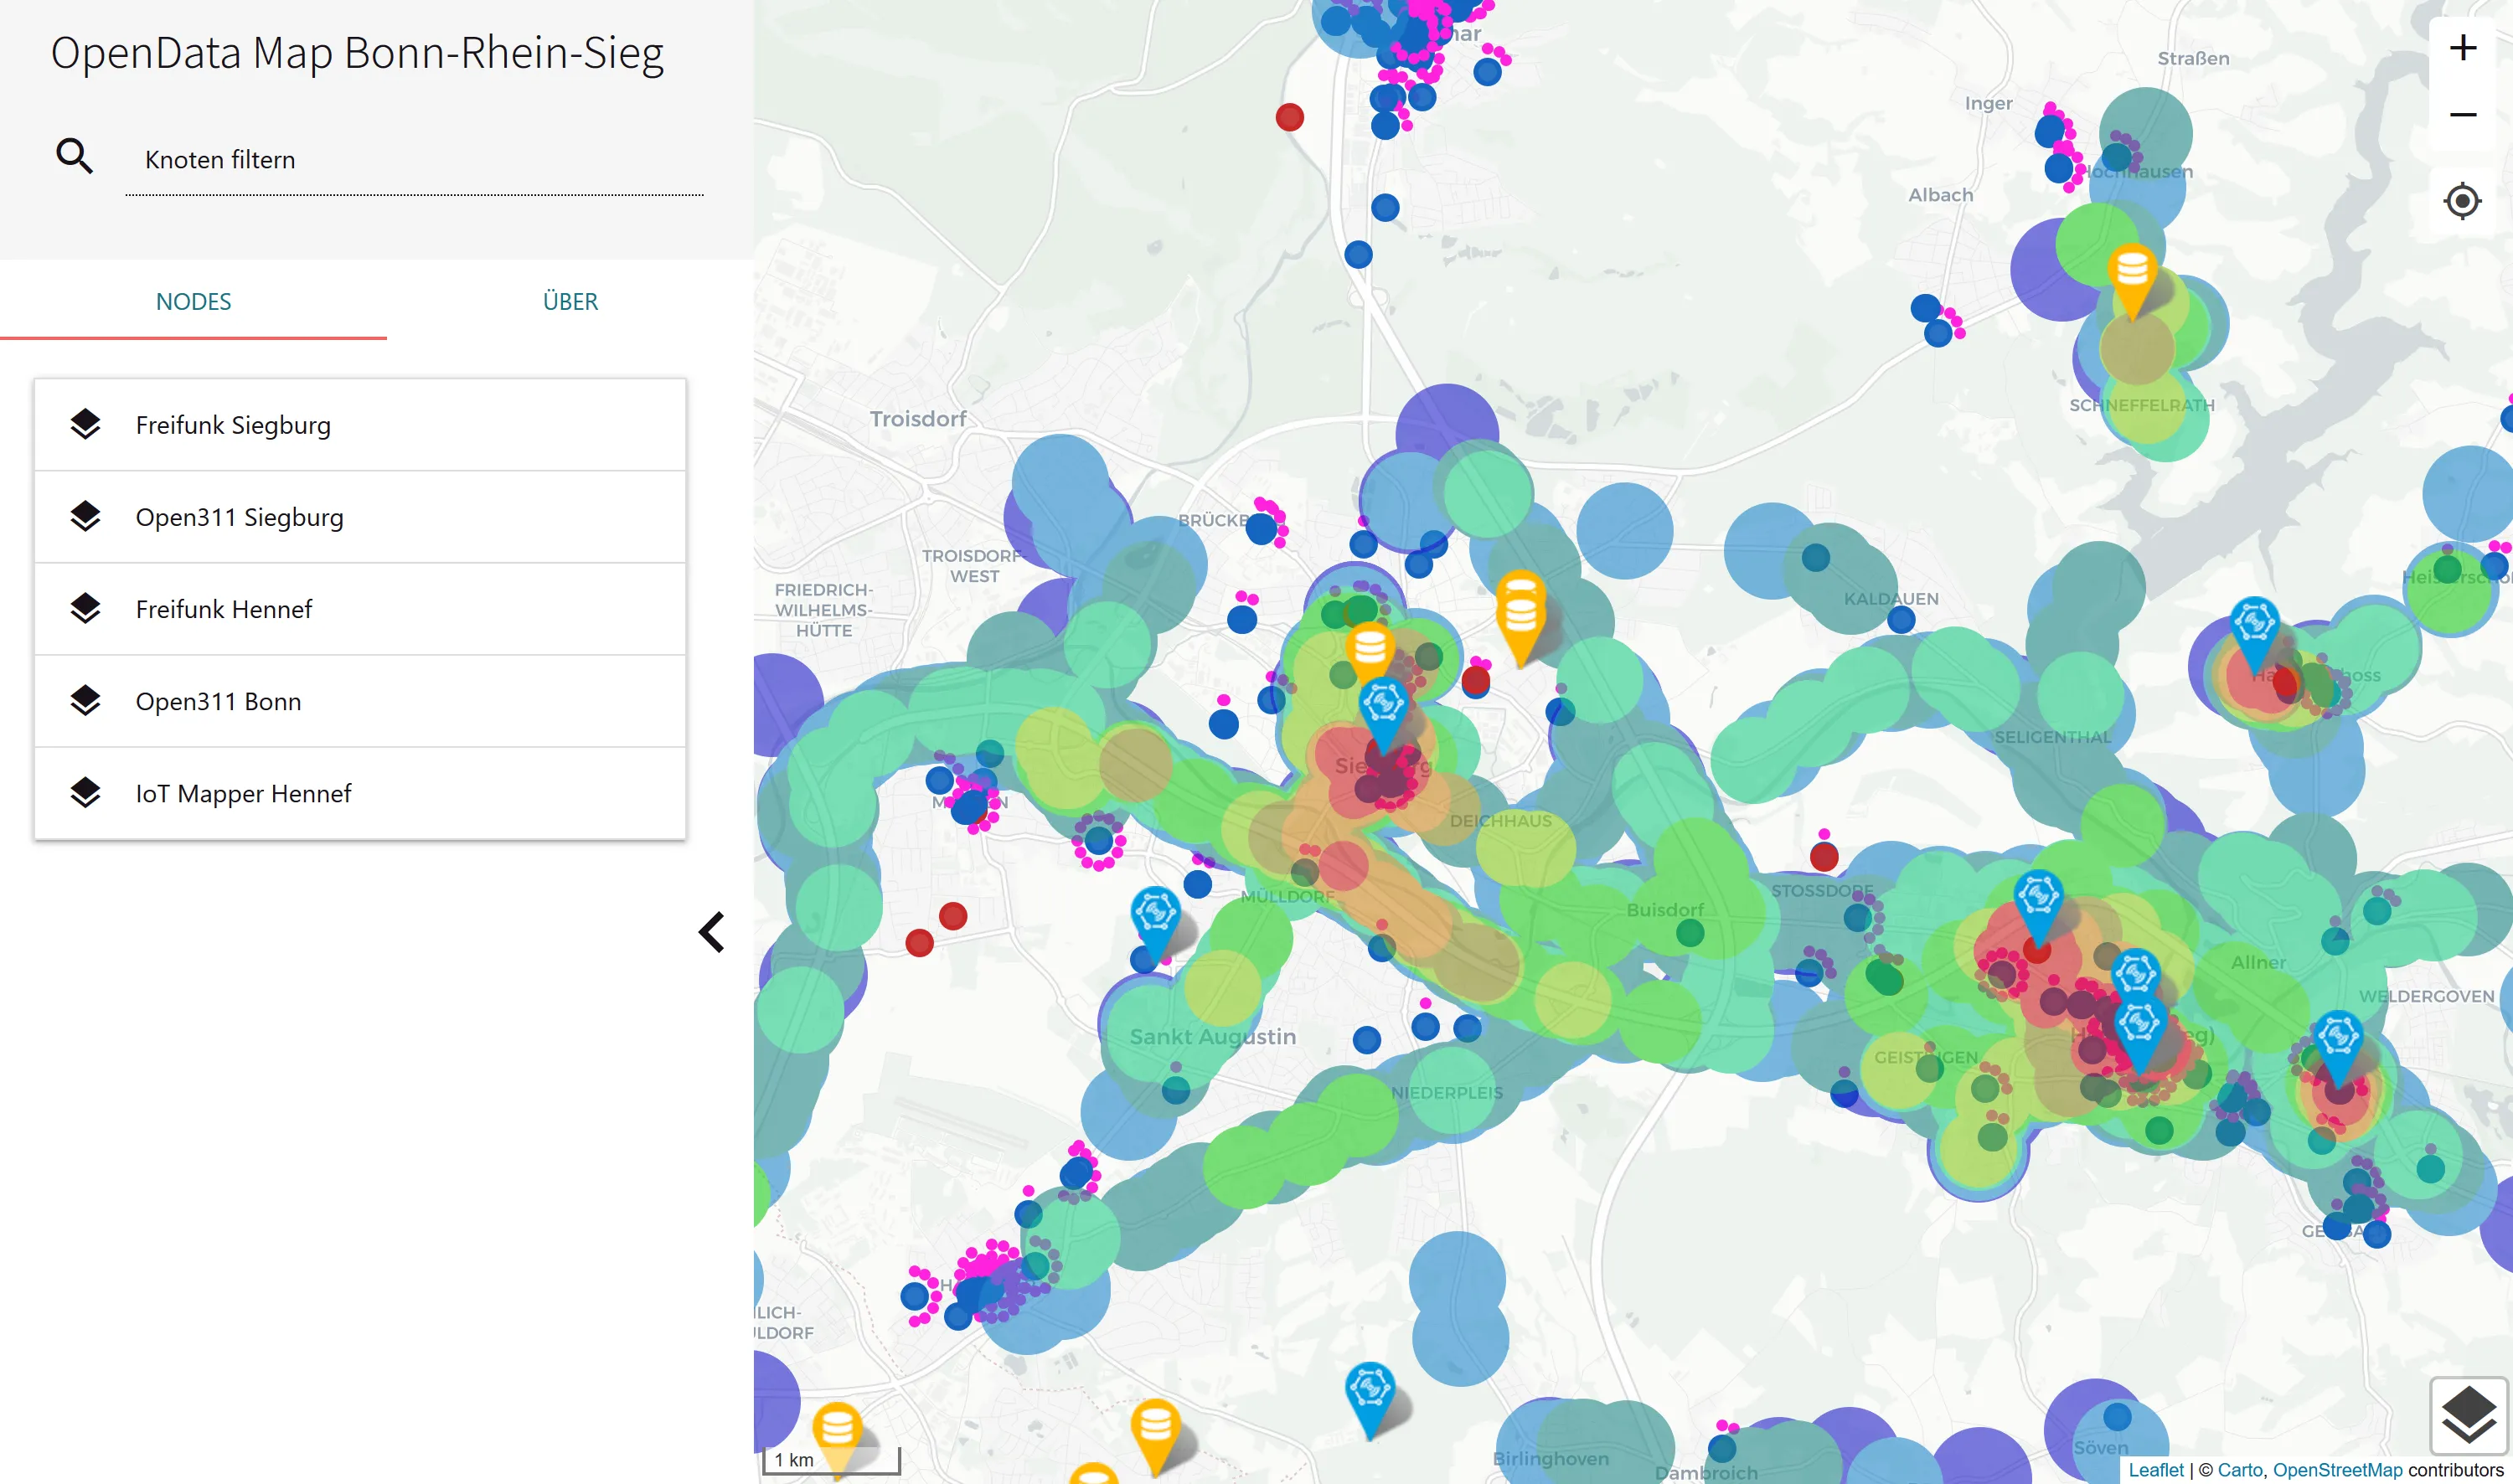 OpenData Map Bonn-Rhein-Sieg
Knoten filtern
NODES
ÜBER
Freifunk Siegburg
Open311 Siegburg
Freifunk Hennef
Open311 Bonn
IoT Mapper Hennef
Straßen
Inger
Albach
SCHNEFFELRATH
Troisdorf
TROISDORF-
WEST
FRIEDRICH-
WILHELMS-
HÜTTE
KALDAUEN
SELIGENTHAL
DEICHHAUS
MÜLLDORF
STOSSDORF
Buisdorf
Allner
WELDERGOVEN
Sankt Augustin
GEISTINGEN
NIEDERPLEIS
Birlinghoven
Dambroich
Söven
1 km
Leaflet | © Carto, OpenStreetMap contributors